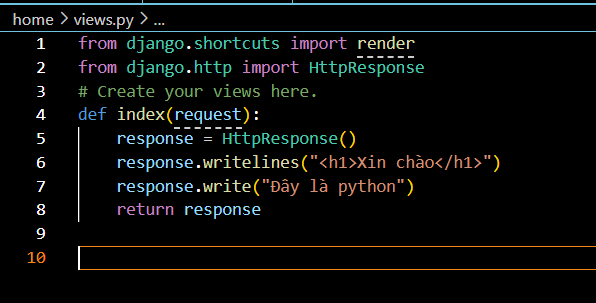 home > views.py > ...
1 from django.shortcuts import render
2 from django.http import HttpResponse
3 # Create your views here.
4 def index(request):
5     response = HttpResponse()
6     response.writelines("<h1>Xin chào</h1>")
7     response.write("Đây là python")
8     return response
9
10